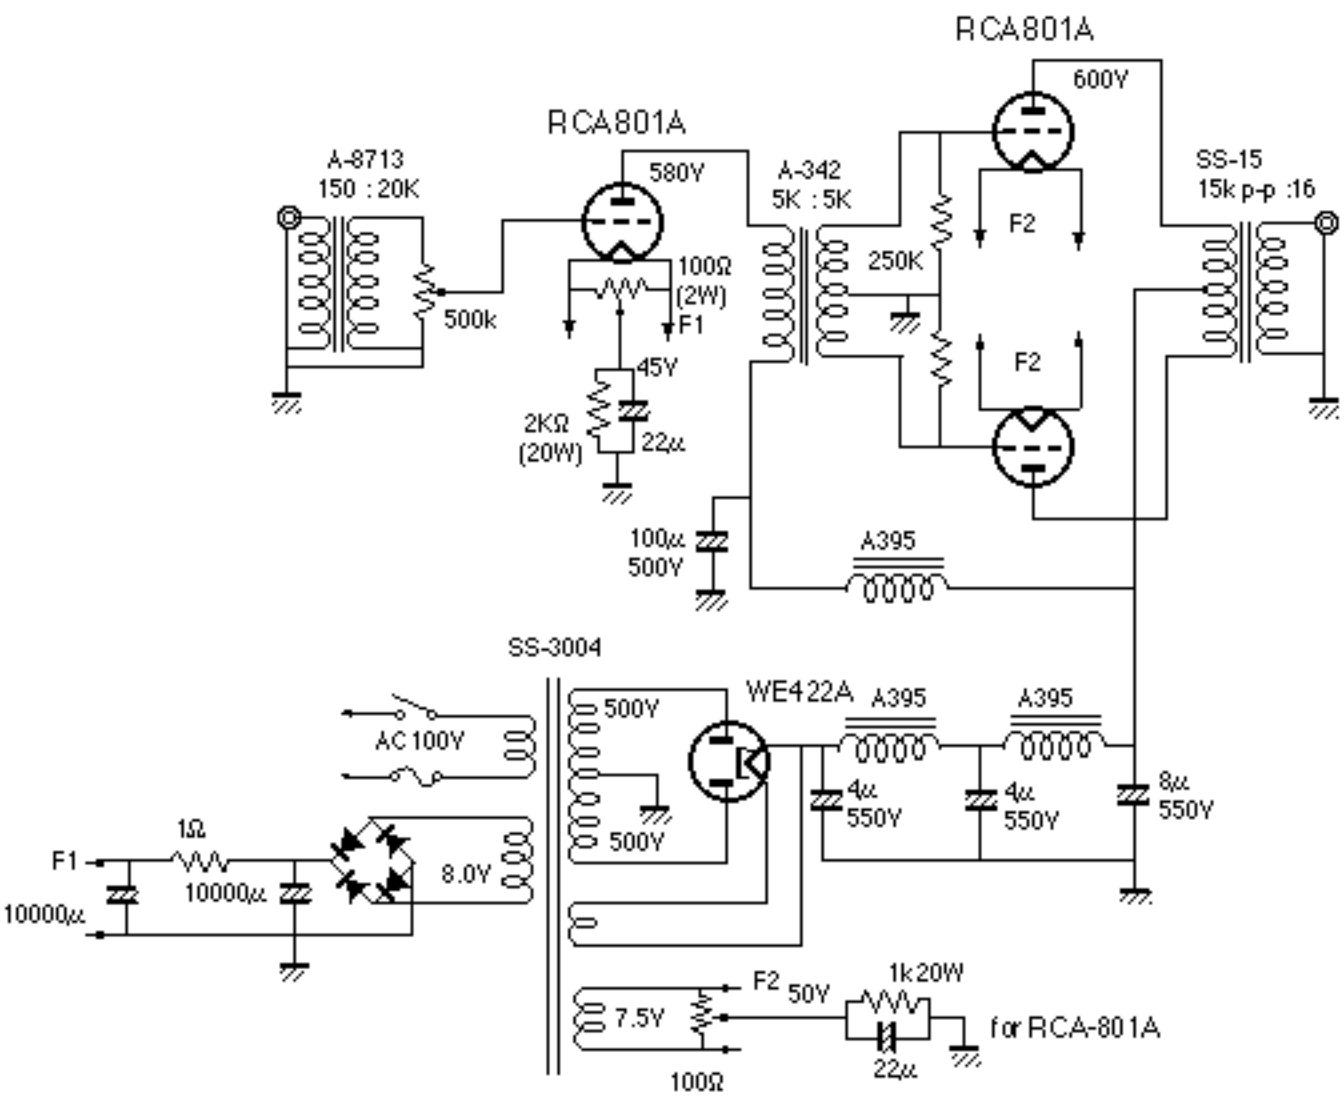 RCA801A
600V
RCA801A
A-8713
150 : 20K
580V
A-342
5K : 5K
SS-15
15k p-p :16
F2
250K
100Ω
(2W)
F1
500k
45V
F2
2KΩ
(20W)
22μ
100μ
500V
A395
SS-3004
500V
WE422A
A395
A395
AC 100V
4μ
550V
4μ
550V
8μ
550V
1Ω
500V
F1
8.0V
10000μ
10000μ
1k 20W
F2
50V
7.5V
for RCA-801A
22μ
100Ω